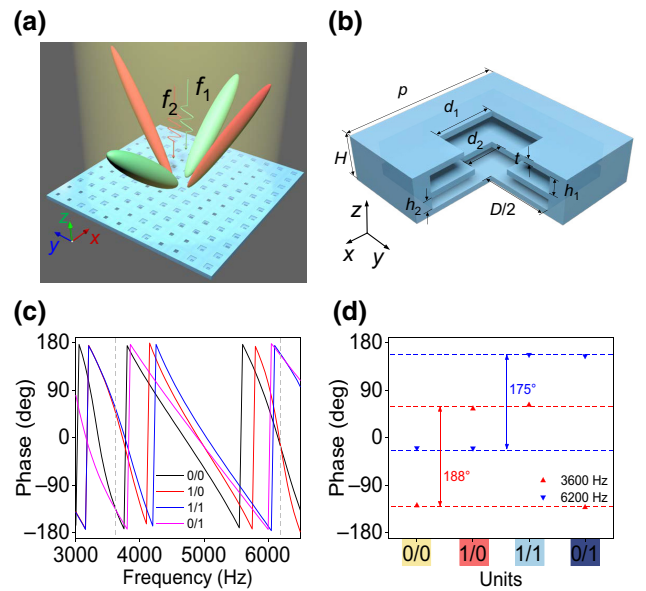 (a)
f2 f1
z
y x
(b)
p
d1
H d2
t
h1
h2
D/2
z
x y
(c)
180
90
0
−90
−180
Phase (deg)
0/0
1/0
1/1
0/1
3000 4000 5000 6000
Frequency (Hz)
(d)
180
90
0
−90
−180
Phase (deg)
175°
188°
3600 Hz
6200 Hz
0/0 1/0 1/1 0/1
Units